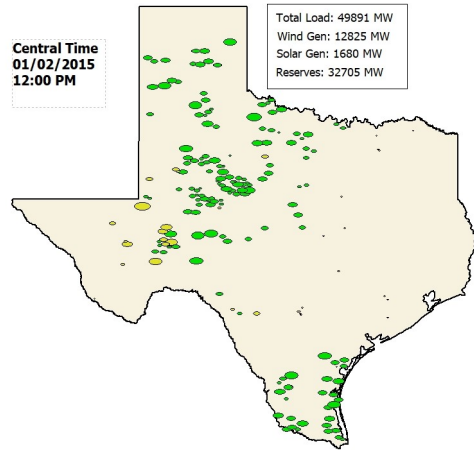 Central Time
01/02/2015
12:00 PM
Total Load: 49891 MW
Wind Gen: 12825 MW
Solar Gen: 1680 MW
Reserves: 32705 MW